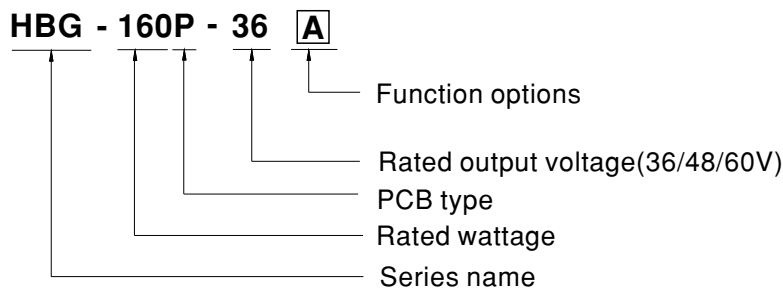 HBG - 160P - 36 A
Function options
Rated output voltage(36/48/60V)
PCB type
Rated wattage
Series name